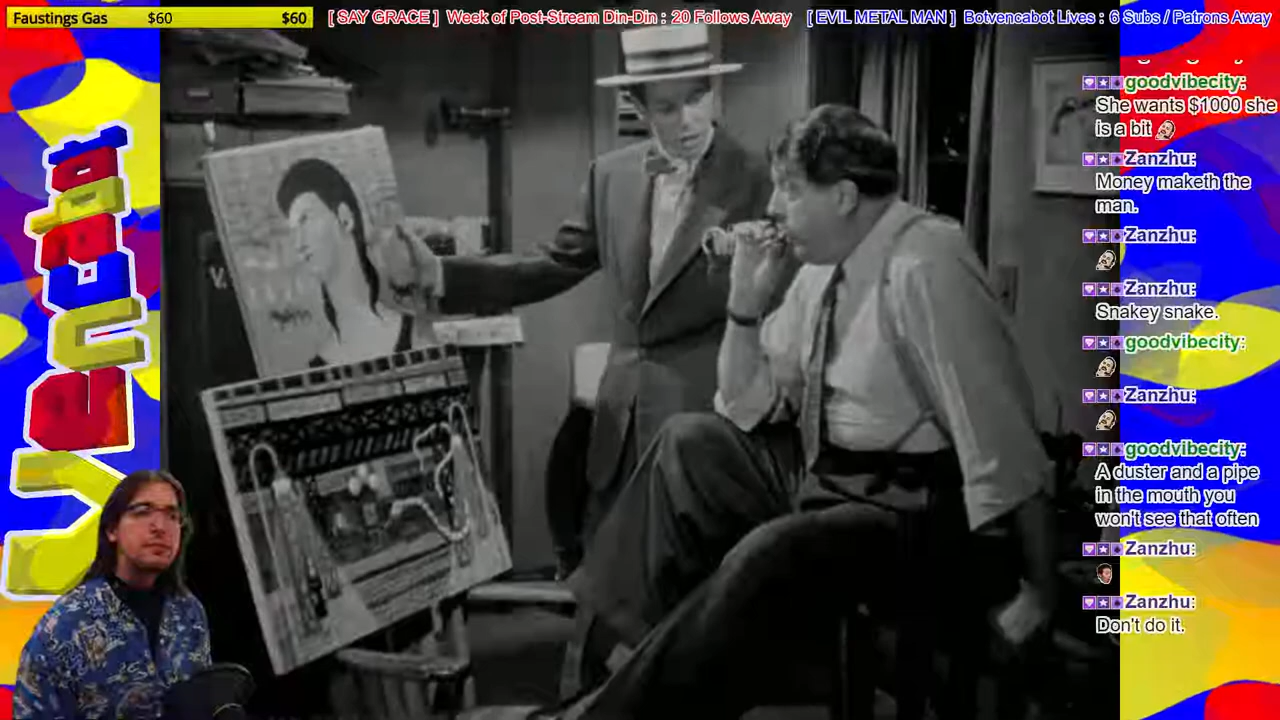 Faustings Gas $60 $60
[ SAY GRACE ] Week of Post-Stream Din-Din : 20 Follows Away [ EVIL METAL MAN ] Botvencabot Lives : 6 Subs / Patrons Away
goodvibecity:
She wants $1000 she
is a bit
Zanzhu:
Money maketh the
man.
Zanzhu:
Zanzhu:
Snakey snake.
goodvibecity:
Zanzhu:
goodvibecity:
A duster and a pipe
in the mouth you
won't see that often
Zanzhu:
Zanzhu:
Don't do it.